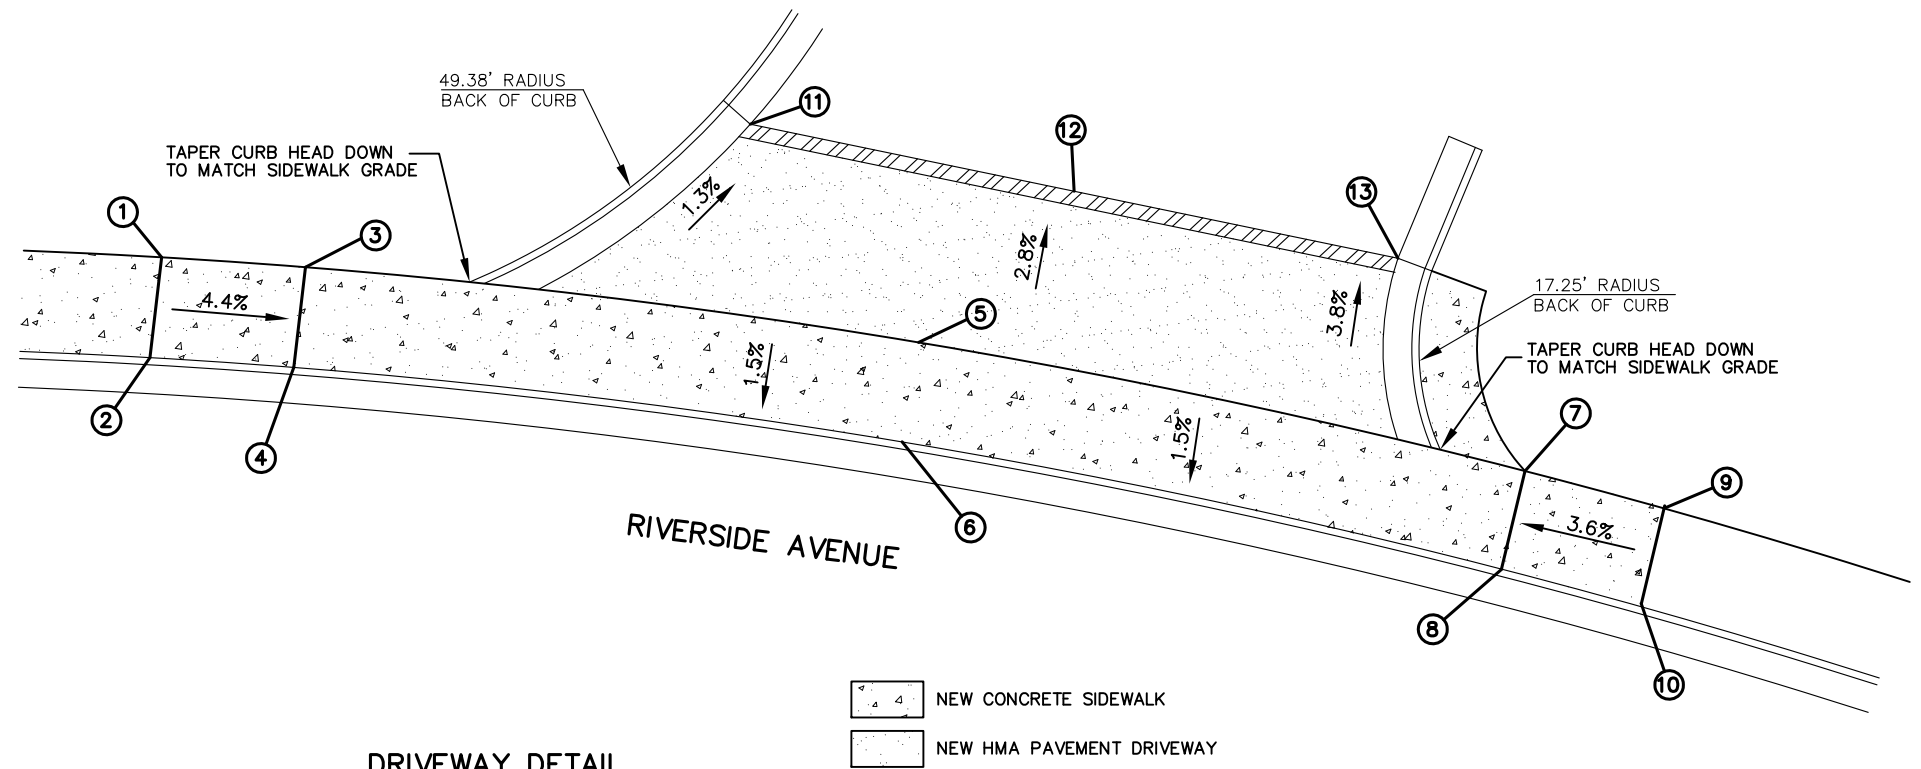 49.38' RADIUS
BACK OF CURB
11
12
TAPER CURB HEAD DOWN
TO MATCH SIDEWALK GRADE
13
1
3
1.3%
2.8%
3.8%
4.4%
5
17.25' RADIUS
BACK OF CURB
TAPER CURB HEAD DOWN
TO MATCH SIDEWALK GRADE
1.5%
1.5%
2
4
7
9
RIVERSIDE AVENUE
6
3.6%
8
10
NEW CONCRETE SIDEWALK
NEW HMA PAVEMENT DRIVEWAY
DRIVEWAY DETAIL